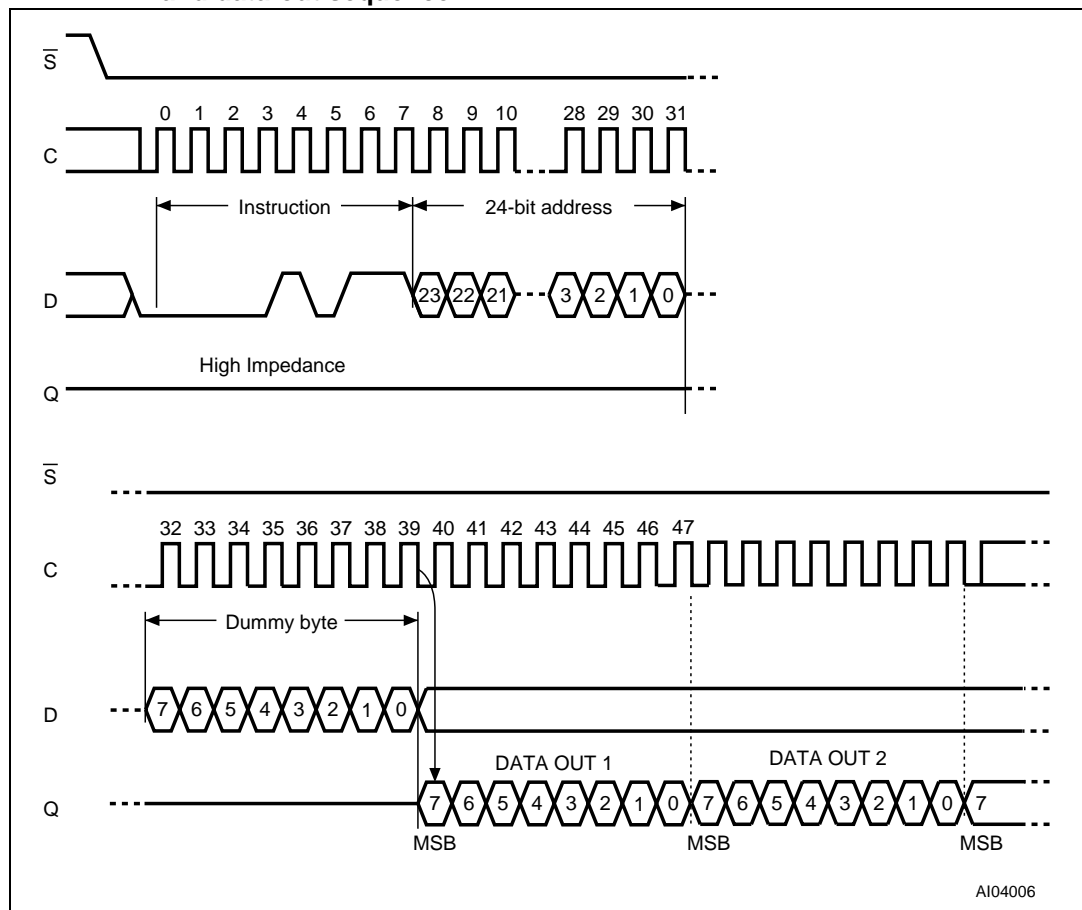 and data-out sequence
S
0 1 2 3 4 5 6 7 8 9 10 28 29 30 31
C
Instruction 24-bit address
D 23 22 21 3 2 1 0
High Impedance
Q
S
32 33 34 35 36 37 38 39 40 41 42 43 44 45 46 47
C
Dummy byte
D 7 6 5 4 3 2 1 0
DATA OUT 1 DATA OUT 2
Q 7 6 5 4 3 2 1 0 7 6 5 4 3 2 1 0 7
MSB MSB MSB
AI04006